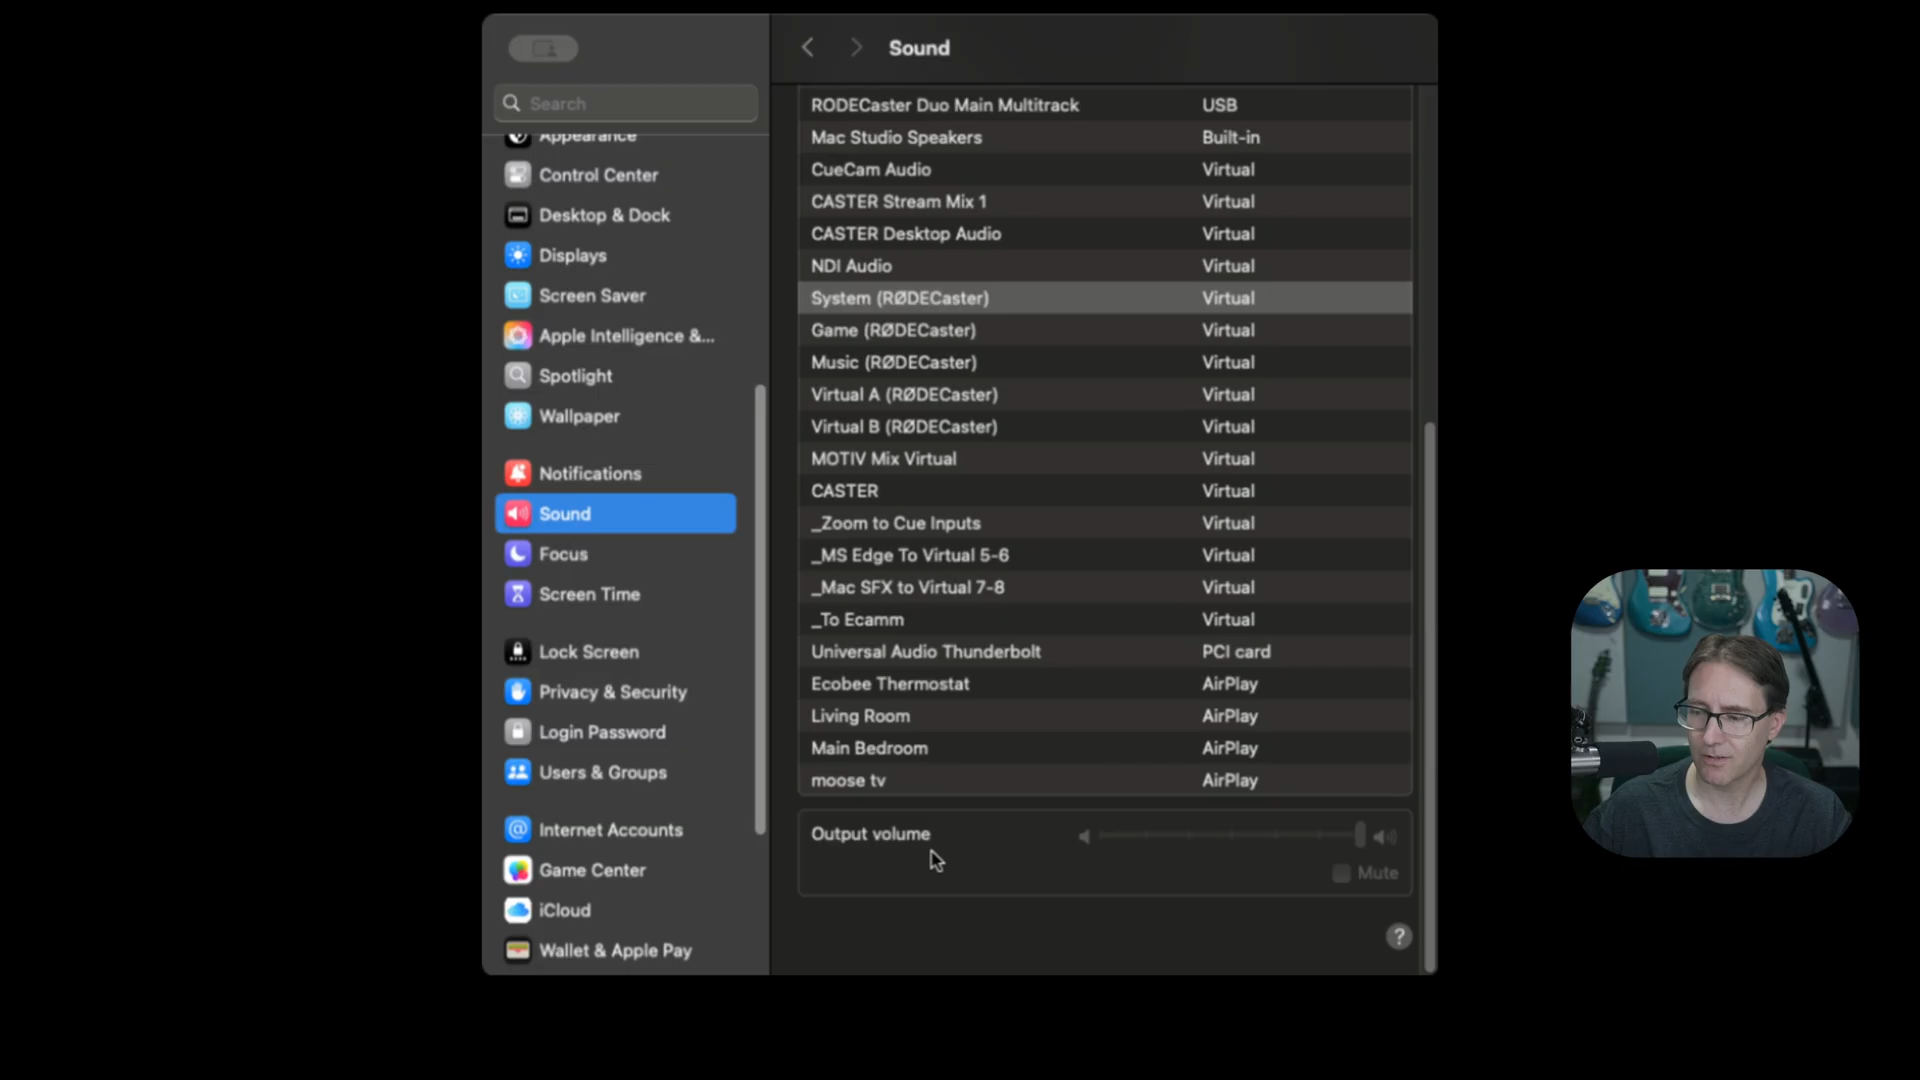 Search
Appearance
Control Center
Desktop & Dock
Displays
Screen Saver
Apple Intelligence &...
Spotlight
Wallpaper
Notifications
Sound
Focus
Screen Time
Lock Screen
Privacy & Security
Login Password
Users & Groups
Internet Accounts
Game Center
iCloud
Wallet & Apple Pay
Sound
RODECaster Duo Main Multitrack USB
Mac Studio Speakers Built-in
CueCam Audio Virtual
CASTER Stream Mix 1 Virtual
CASTER Desktop Audio Virtual
NDI Audio Virtual
System (RØDECaster) Virtual
Game (RØDECaster) Virtual
Music (RØDECaster) Virtual
Virtual A (RØDECaster) Virtual
Virtual B (RØDECaster) Virtual
MOTIV Mix Virtual Virtual
CASTER Virtual
_Zoom to Cue Inputs Virtual
_MS Edge To Virtual 5-6 Virtual
_Mac SFX to Virtual 7-8 Virtual
_To Ecamm Virtual
Universal Audio Thunderbolt PCI card
Ecobee Thermostat AirPlay
Living Room AirPlay
Main Bedroom AirPlay
moose tv AirPlay
Output volume
Mute
?